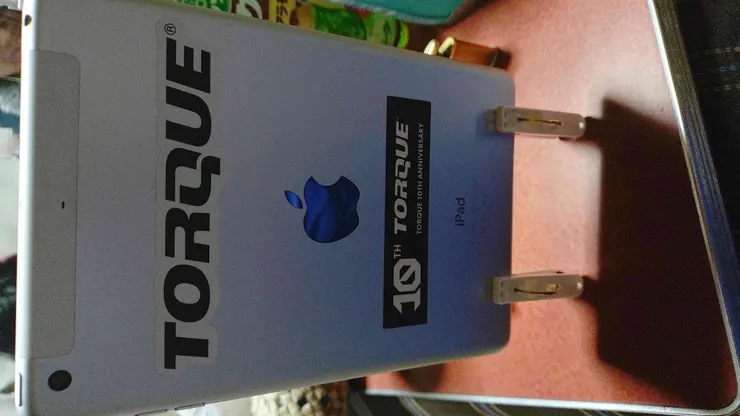 TORQUE®
10TH TORQUE
TORQUE 10TH ANNIVERSARY
iPad